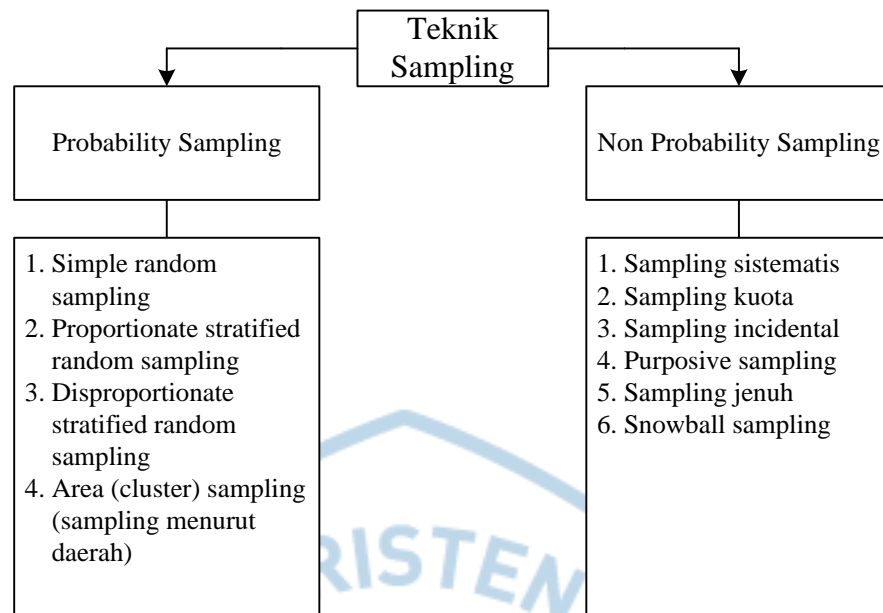 Teknik
Sampling
Probability Sampling
Non Probability Sampling
1. Simple random
sampling
2. Proportionate stratified
random sampling
3. Disproportionate
stratified random
sampling
4. Area (cluster) sampling
(sampling menurut
daerah)
1. Sampling sistematis
2. Sampling kuota
3. Sampling incidental
4. Purposive sampling
5. Sampling jenuh
6. Snowball sampling
RISTEN